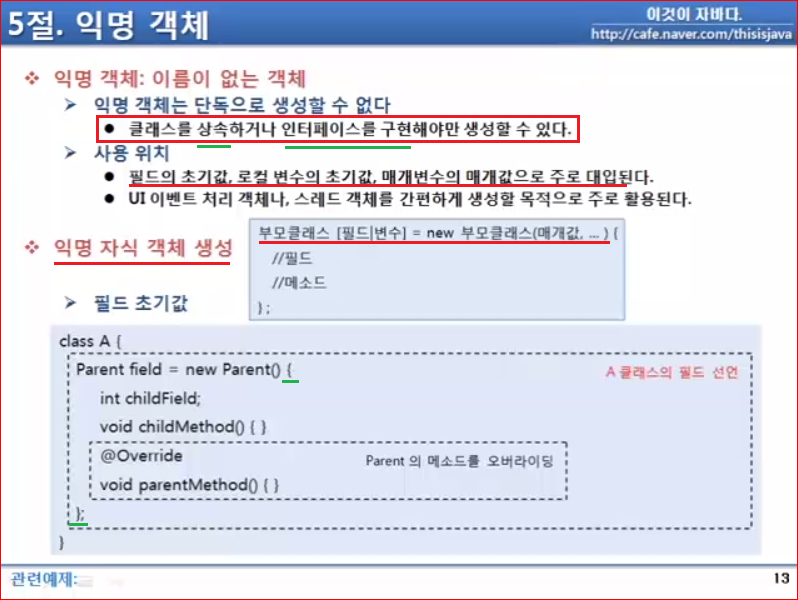 5절. 익명 객체
이것이 자바다.
http://cafe.naver.com/thisisjava
❖ 익명 객체: 이름이 없는 객체
➤ 익명 객체는 단독으로 생성할 수 없다
● 클래스를 상속하거나 인터페이스를 구현해야만 생성할 수 있다.
➤ 사용 위치
● 필드의 초기값, 로컬 변수의 초기값, 매개변수의 매개값으로 주로 대입된다.
● UI 이벤트 처리 객체나, 스레드 객체를 간편하게 생성할 목적으로 주로 활용된다.
❖ 익명 자식 객체 생성
부모클래스 [필드|변수] = new 부모클래스(매개값, ... ) {
//필드
//메소드
};
➤ 필드 초기값
class A {
Parent field = new Parent() {
A 클래스의 필드 선언
int childField;
void childMethod() { }
@Override
Parent 의 메소드를 오버라이딩
void parentMethod() { }
};
}
관련예제:
13